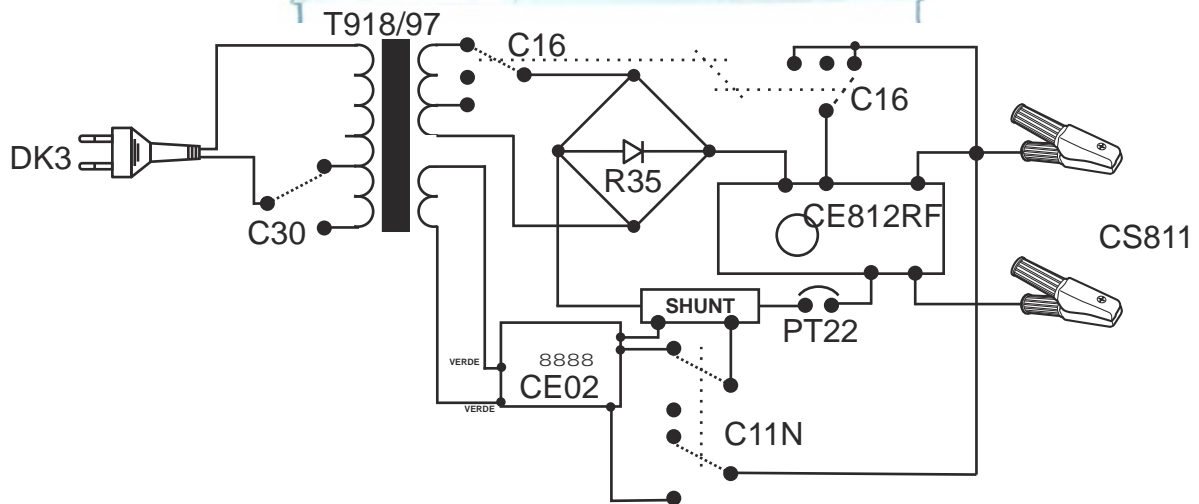 T918/97
C16
C16
DK3
R35
CE812RF
C30
CS811
SHUNT
PT22
VERDE
8888
CE02
VERDE
C11N